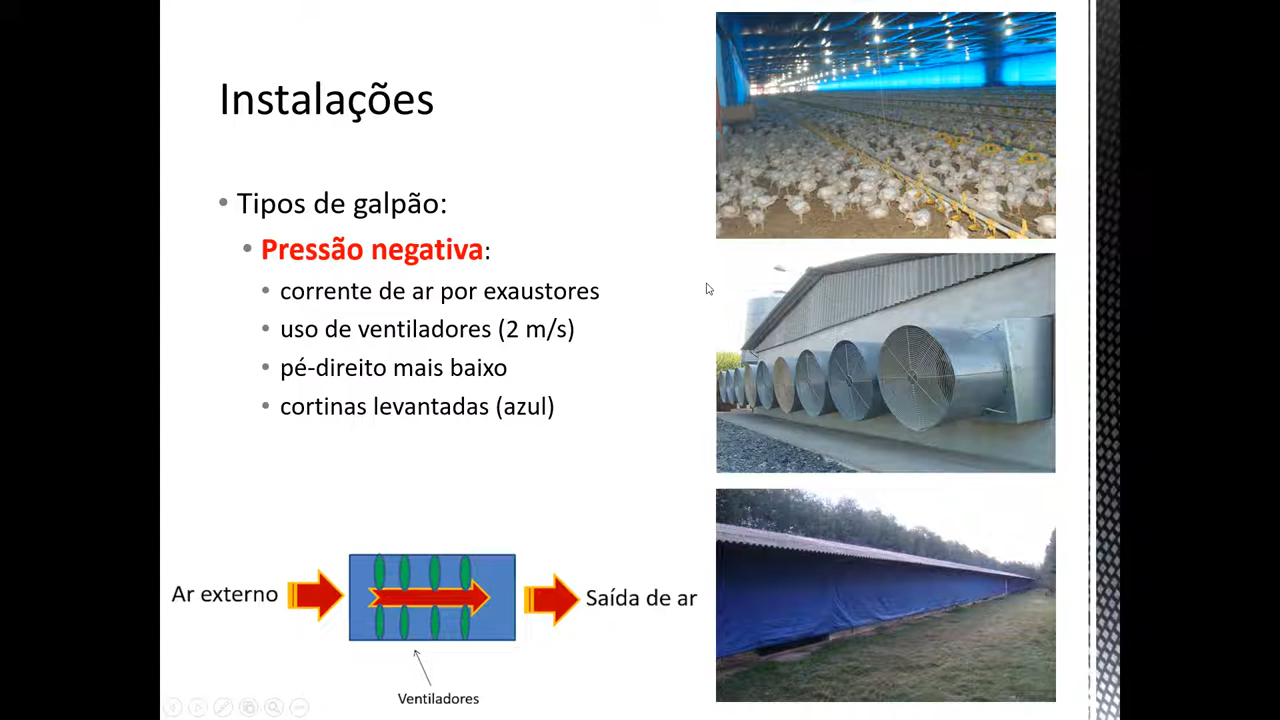 Instalações
Tipos de galpão:
Pressão negativa:
corrente de ar por exaustores
uso de ventiladores (2 m/s)
pé-direito mais baixo
cortinas levantadas (azul)
Ar externo
Saída de ar
Ventiladores